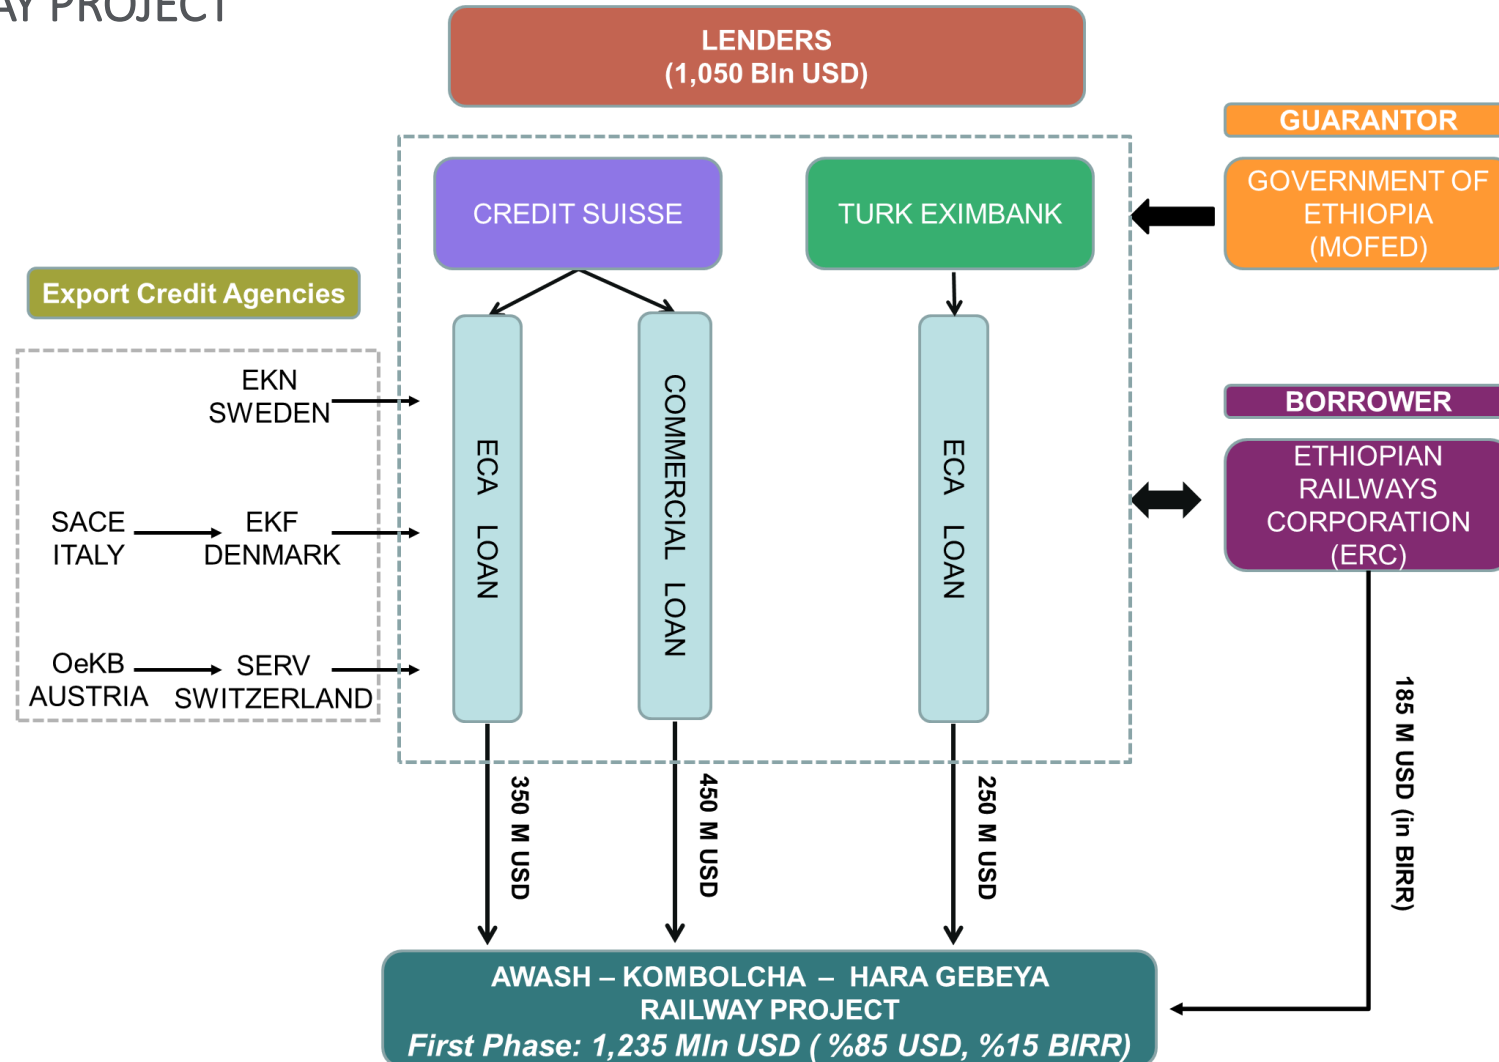 AY PROJECT
LENDERS
(1,050 Bln USD)
GUARANTOR
GOVERNMENT OF
ETHIOPIA
(MOFED)
CREDIT SUISSE
TURK EXIMBANK
Export Credit Agencies
EKN
SWEDEN
SACE
ITALY
EKF
DENMARK
OeKB
AUSTRIA
SERV
SWITZERLAND
ECA LOAN
COMMERCIAL LOAN
ECA LOAN
BORROWER
ETHIOPIAN
RAILWAYS
CORPORATION
(ERC)
350 M USD
450 M USD
250 M USD
185 M USD (in BIRR)
AWASH – KOMBOLCHA – HARA GEBEYA
RAILWAY PROJECT
First Phase: 1,235 Mln USD ( %85 USD, %15 BIRR)